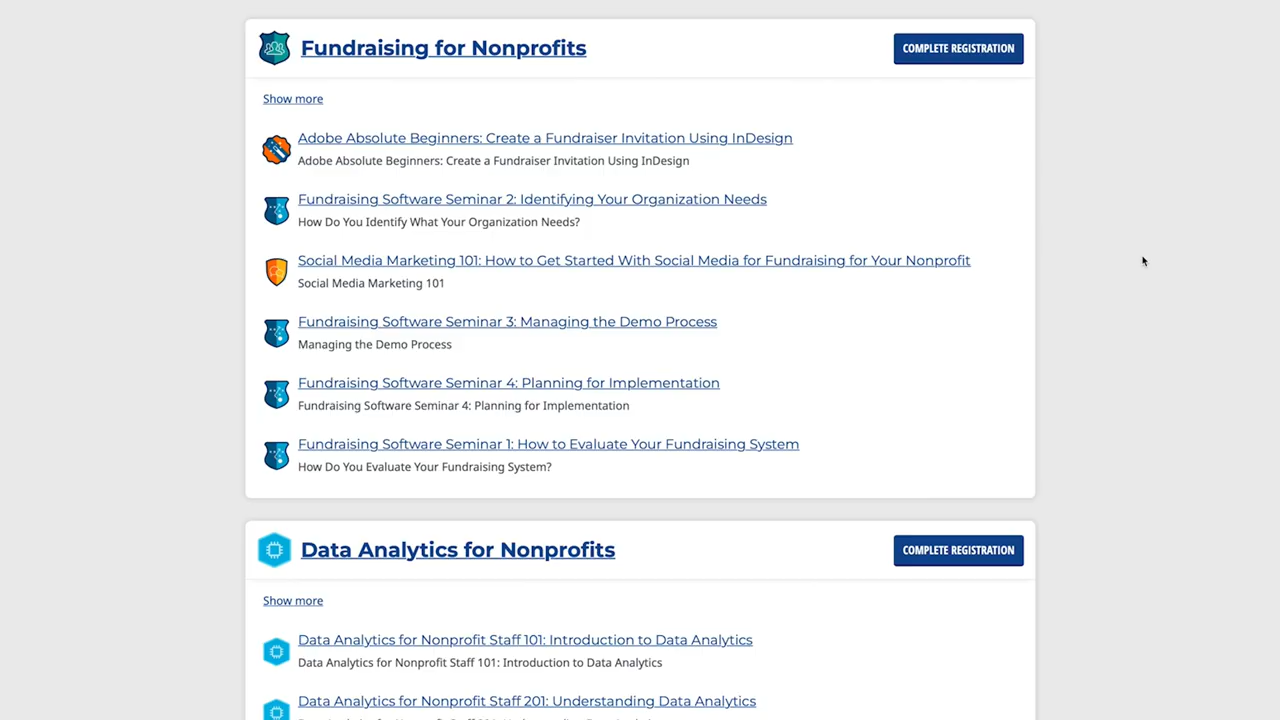 Fundraising for Nonprofits
COMPLETE REGISTRATION
Show more
Adobe Absolute Beginners: Create a Fundraiser Invitation Using InDesign
Adobe Absolute Beginners: Create a Fundraiser Invitation Using InDesign
Fundraising Software Seminar 2: Identifying Your Organization Needs
How Do You Identify What Your Organization Needs?
Social Media Marketing 101: How to Get Started With Social Media for Fundraising for Your Nonprofit
Social Media Marketing 101
Fundraising Software Seminar 3: Managing the Demo Process
Managing the Demo Process
Fundraising Software Seminar 4: Planning for Implementation
Fundraising Software Seminar 4: Planning for Implementation
Fundraising Software Seminar 1: How to Evaluate Your Fundraising System
How Do You Evaluate Your Fundraising System?
Data Analytics for Nonprofits
COMPLETE REGISTRATION
Show more
Data Analytics for Nonprofit Staff 101: Introduction to Data Analytics
Data Analytics for Nonprofit Staff 101: Introduction to Data Analytics
Data Analytics for Nonprofit Staff 201: Understanding Data Analytics